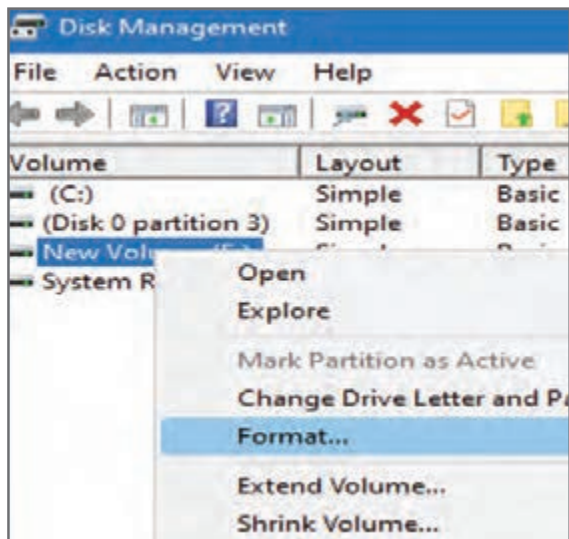 Disk Management
File Action View Help
Volume Layout Type
(C:) Simple Basic
(Disk 0 partition 3) Simple Basic
New
System R
Open
Explore
Mark Partition as Active
Change Drive Letter and
Format...
Extend Volume...
Shrink Volume...